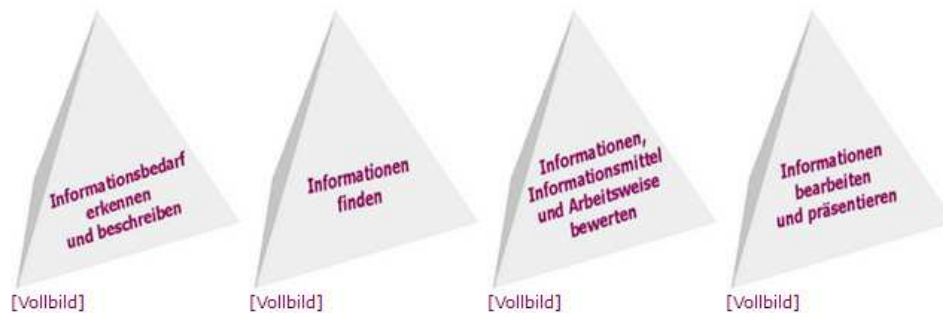 Informationsbedarf
erkennen
und beschreiben
[Vollbild]
Informationen
finden
[Vollbild]
Informationen,
Informationsmittel
und Arbeitsweise
bewerten
[Vollbild]
Informationen
bearbeiten
und präsentieren
[Vollbild]